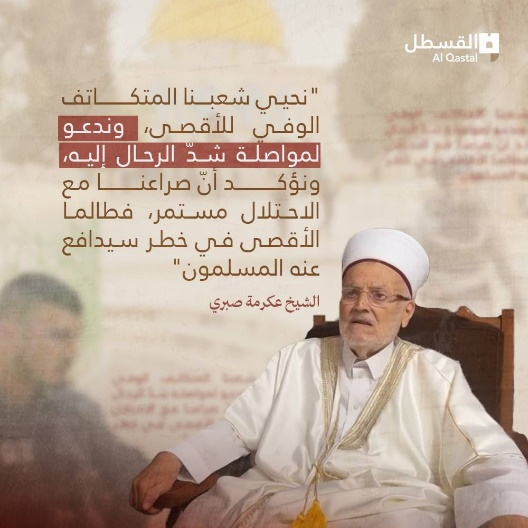 القسطل
Al Qastal
"نحيي شعبنا المتكاتف
الوفي للأقصى، وندعو
لمواصلة شدّ الرحال إليه،
ونؤكد أنّ صراعنا مع
الاحتلال مستمر، فطالما
الأقصى في خطر سيدافع
عنه المسلمون"
الشيخ عكرمة صبري